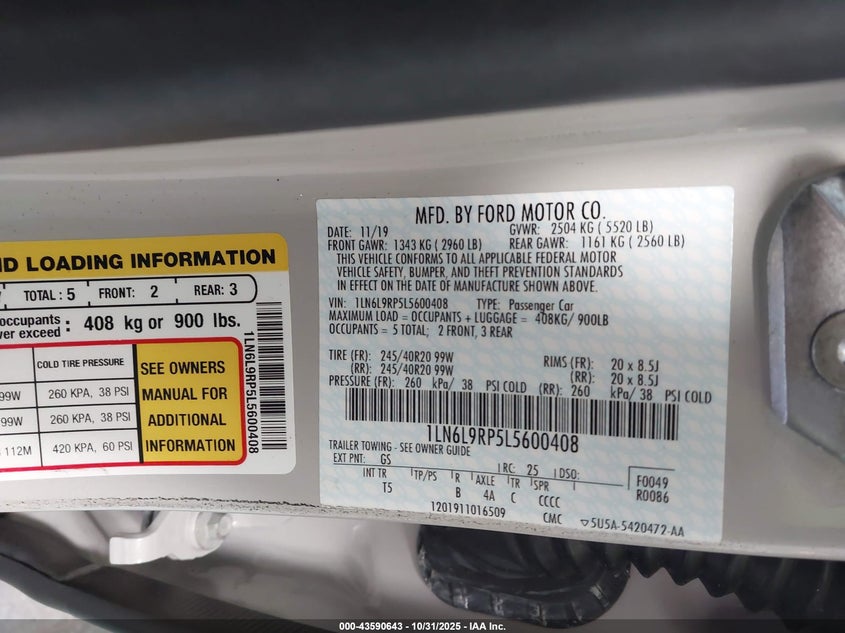 ND LOADING INFORMATION
TOTAL : 5 FRONT: 2 REAR: 3
occupants
ver exceed : 408 kg or 900 lbs.
COLD TIRE PRESSURE
99W 260 KPA, 38 PSI
99W 260 KPA, 38 PSI
112M 420 KPA, 60 PSI
SEE OWNERS
MANUAL FOR
ADDITIONAL
INFORMATION
1LN6L9RP5L5600408
MFD. BY FORD MOTOR CO.
DATE: 11/19 GVWR: 2504 KG ( 5520 LB)
FRONT GAWR: 1343 KG ( 2960 LB) REAR GAWR: 1161 KG ( 2560 LB)
THIS VEHICLE CONFORMS TO ALL APPLICABLE FEDERAL MOTOR
VEHICLE SAFETY, BUMPER, AND THEFT PREVENTION STANDARDS
IN EFFECT ON THE DATE OF MANUFACTURE SHOWN ABOVE.
VIN: 1LN6L9RP5L5600408 TYPE: Passenger Car
MAXIMUM LOAD = OCCUPANTS + LUGGAGE = 408KG/ 900LB
OCCUPANTS = 5 TOTAL; 2 FRONT, 3 REAR
TIRE (FR): 245/40R20 99W RIMS (FR): 20 x 8.5J
(RR): 245/40R20 99W (RR): 20 x 8.5J
PRESSURE (FR): 260 kPa/ 38 PSI COLD (RR): 260 kPa/ 38 PSI COLD
1LN6L9RP5L5600408
TRAILER TOWING - SEE OWNER GUIDE
EXT PNT: GS RC: 25 DSO: F0049
INT TR TP/PS R AXLE TR SPR R0086
T5 B 4A C CCCC
1201911016509 CMC 5U5A-5420472-AA
000-43590643 / 10/31/2025 - IAA Inc.